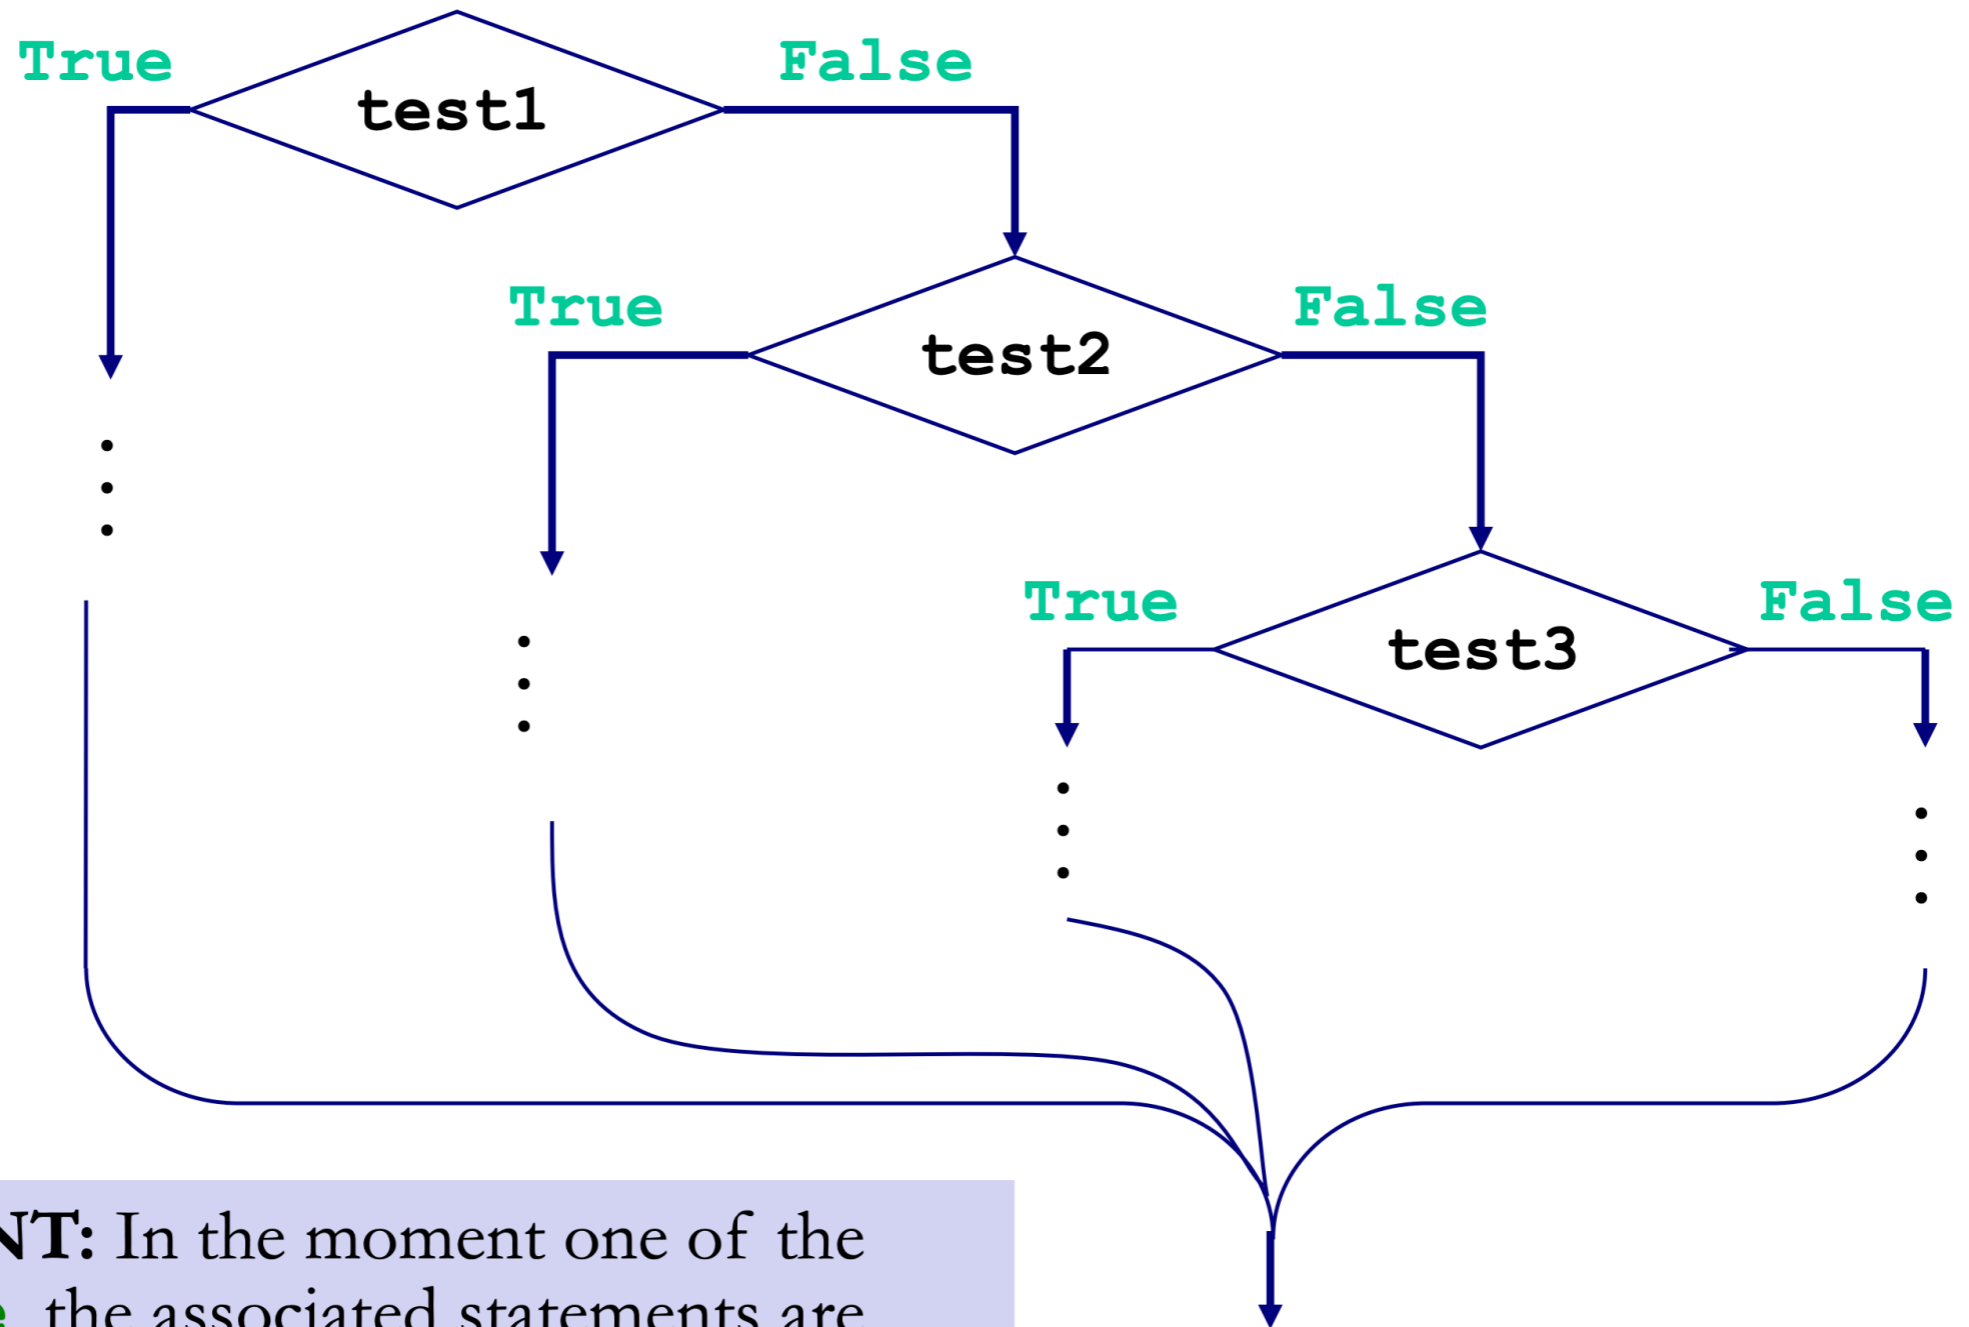 True False
test1
True False
test2
True False
test3
NT: In the moment one of the
the associated statements are